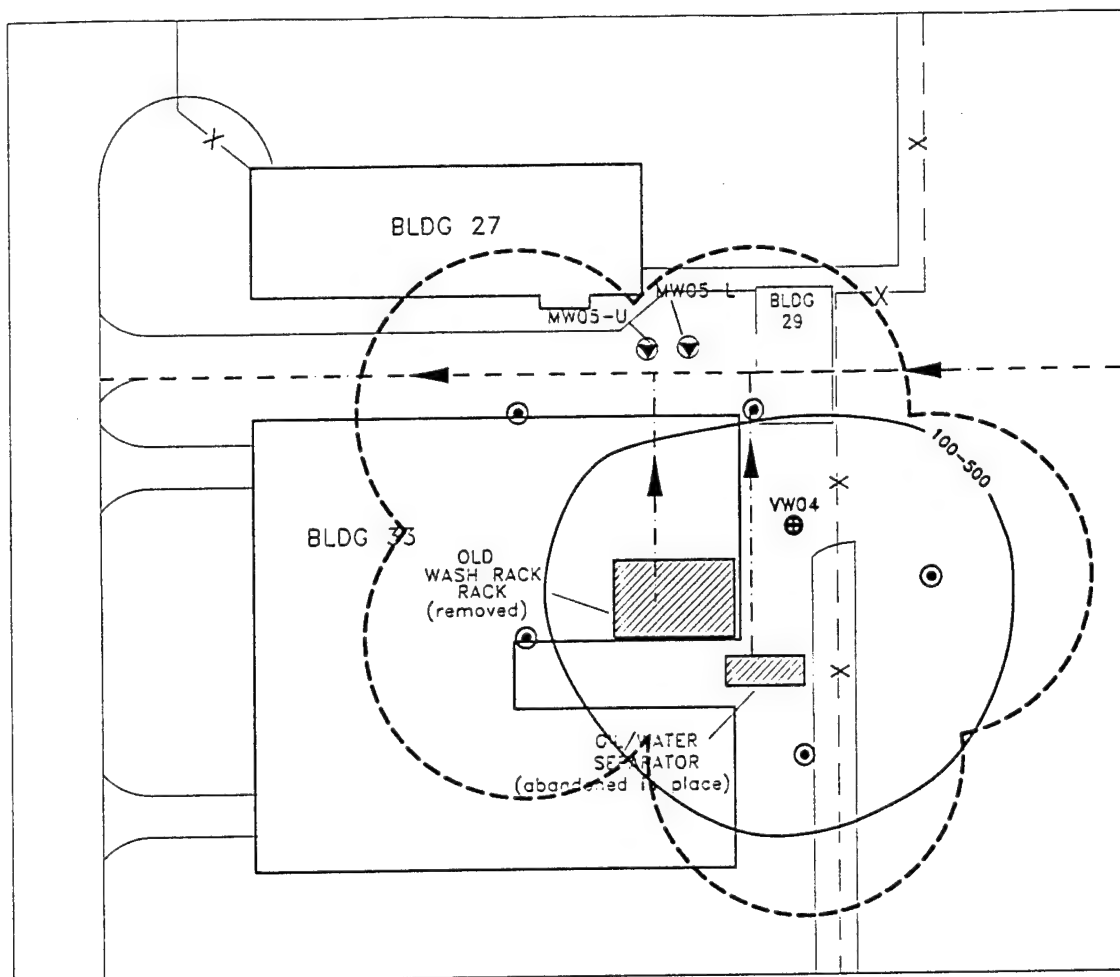 BLDG 27
MW05-U
MW05-L
BLDG
29
100-500
VW04
BLDG 33
OLD
WASH RACK
RACK
(removed)
OIL/WATER
SEPARATOR
(abandoned in place)